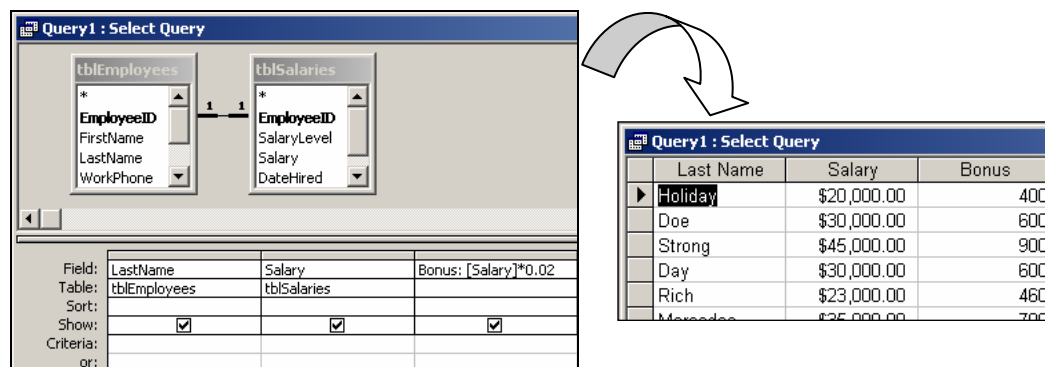 Query1 : Select Query
tblEmployees
*
EmployeeID
FirstName
LastName
WorkPhone
1 1
tblSalaries
*
EmployeeID
SalaryLevel
Salary
DateHired
Field: LastName Salary Bonus: [Salary]*0.02
Table: tblEmployees tblSalaries
Sort:
Show:
Criteria:
or:
Query1 : Select Query
Last Name Salary Bonus
Holiday $20,000.00 400
Doe $30,000.00 600
Strong $45,000.00 900
Day $30,000.00 600
Rich $23,000.00 460